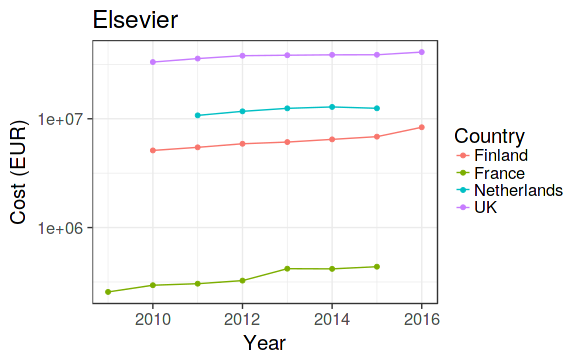 Elsevier
Cost (EUR)
1e+07
1e+06
2010 2012 2014 2016
Year
Country
Finland
France
Netherlands
UK